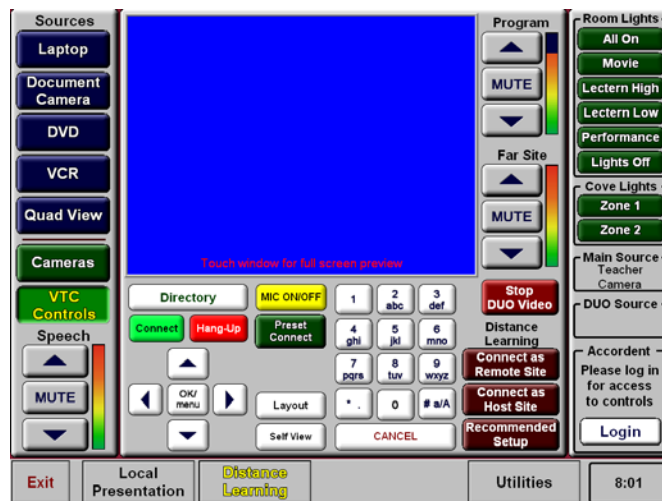 Sources
Laptop
Document
Camera
DVD
VCR
Quad View
Cameras
VTC
Controls
Speech
MUTE
Touch window for full screen preview
Directory
MIC ON/OFF
Connect
Hang-Up
Preset
Connect
OK/
menu
Layout
Self View
1
2
abc
3
def
4
ghi
5
jkl
6
mno
7
pqrs
8
tuv
9
wxyz
* .
0
# a/A
CANCEL
Program
MUTE
Far Site
MUTE
Stop
DUO Video
Distance
Learning
Connect as
Remote Site
Connect as
Host Site
Recommended
Setup
Room Lights
All On
Movie
Lectern High
Lectern Low
Performance
Lights Off
Cove Lights
Zone 1
Zone 2
Main Source
Teacher
Camera
DUO Source
Accordent
Please log in
for access
to controls
Login
Exit
Local
Presentation
Distance
Learning
Utilities
8:01